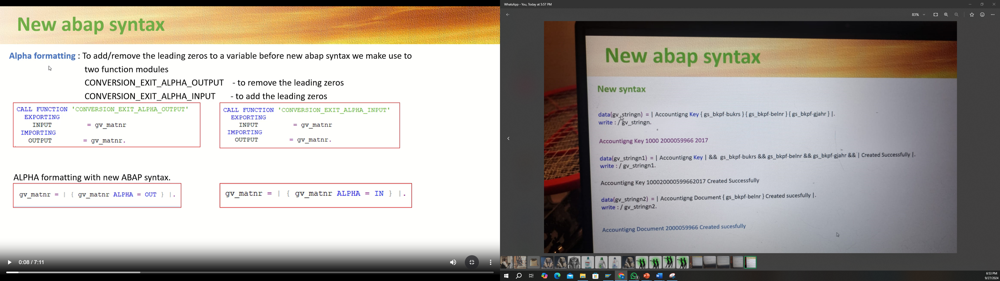 New abap syntax
Alpha formatting : To add/remove the leading zeros to a variable before new abap syntax we make use to
two function modules
CONVERSION_EXIT_ALPHA_OUTPUT - to remove the leading zeros
CONVERSION_EXIT_ALPHA_INPUT - to add the leading zeros
CALL FUNCTION 'CONVERSION_EXIT_ALPHA_OUTPUT'
EXPORTING
INPUT = gv_matnr
IMPORTING
OUTPUT = gv_matnr.
CALL FUNCTION 'CONVERSION_EXIT_ALPHA_INPUT'
EXPORTING
INPUT = gv_matnr
IMPORTING
OUTPUT = gv_matnr.
ALPHA formatting with new ABAP syntax.
gv_matnr = | { gv_matnr ALPHA = OUT } |.
gv_matnr = | { gv_matnr ALPHA = IN } |.
0:08 / 7:11
WhatsApp - You, Today at 5:57 PM
83%
New abap syntax
New syntax
data(gv_stringn) = | Accountigng Key { gs_bkpf-bukrs } { gs_bkpf-belnr } { gs_bkpf-gjahr } |.
write : / gv_stringn.
Accountigng Key 1000 2000059966 2017
data(gv_stringn1) = | Accountigng Key | && gs_bkpf-bukrs && gs_bkpf-belnr && gs_bkpf-gjahr && | Created Successfully |.
write : / gv_stringn1.
Accountigng Key 100020000599662017 Created Successfully
data(gv_stringn2) = | Accountigng Document { gs_bkpf-belnr } Created sucesfully |.
write : / gv_stringn2.
Accountigng Document 2000059966 Created sucesfully
3
6:53 PM
9/27/2024